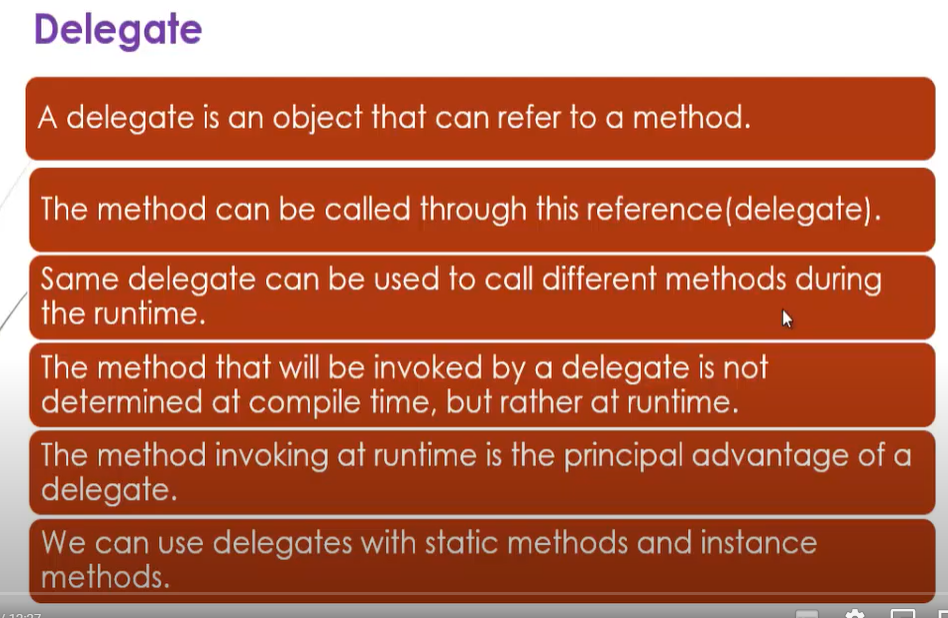 Delegate
A delegate is an object that can refer to a method.
The method can be called through this reference(delegate).
Same delegate can be used to call different methods during
the runtime.
The method that will be invoked by a delegate is not
determined at compile time, but rather at runtime.
The method invoking at runtime is the principal advantage of a
delegate.
We can use delegates with static methods and instance
methods.